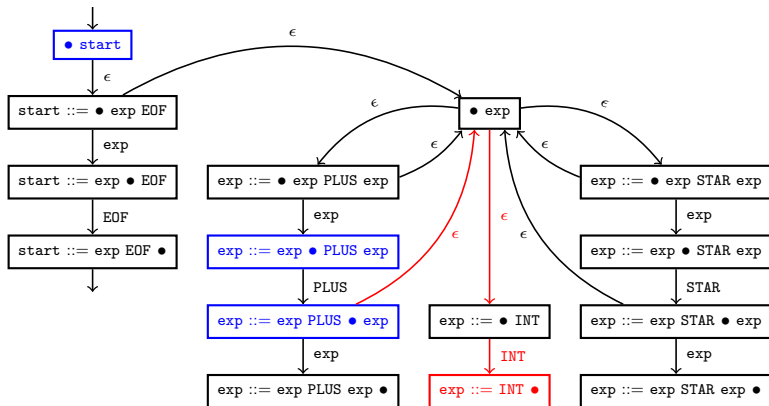 ● start
ϵ
ϵ
start ::= ● exp EOF
● exp
ϵ
ϵ
exp
ϵ
ϵ
start ::= exp ● EOF
exp ::= ● exp PLUS exp
exp ::= ● exp STAR exp
EOF
exp
exp
ϵ
ϵ
ϵ
start ::= exp EOF ●
exp ::= exp ● PLUS exp
exp ::= exp ● STAR exp
PLUS
STAR
exp ::= exp PLUS ● exp
exp ::= ● INT
exp ::= exp STAR ● exp
exp
INT
exp
exp ::= exp PLUS exp ●
exp ::= INT ●
exp ::= exp STAR exp ●